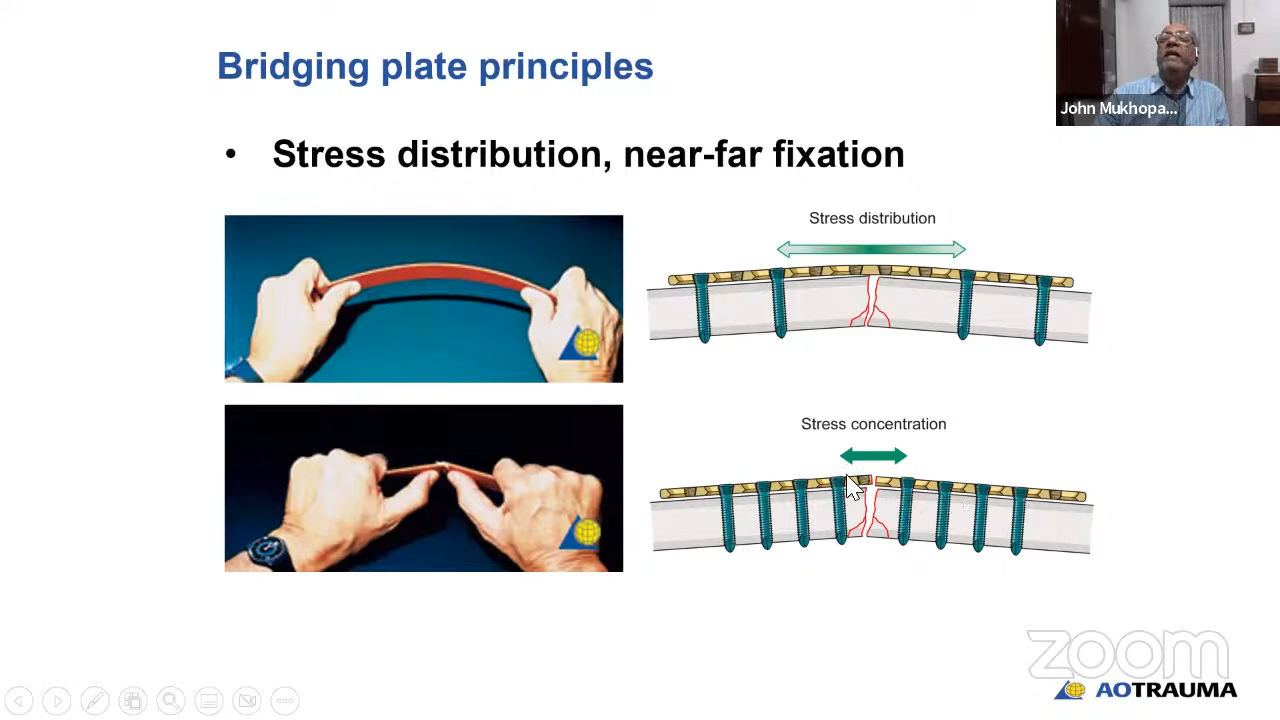 Bridging plate principles
John Mukhopa...
• Stress distribution, near-far fixation
Stress distribution
Stress concentration
zoom
AOTRAUMA